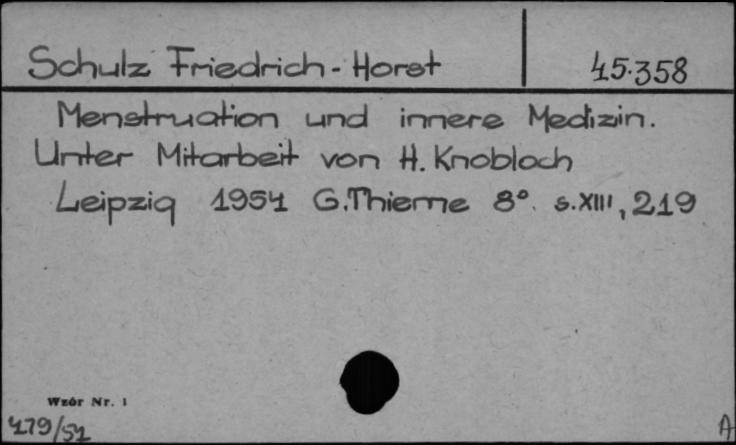 Schulz Friedrich-Horst 45.358
Menstruation und innere Medizin.
Unter Mitarbeit von H. Knobloch
Leipzig 1954 G.Thieme 8°. s.XIII, 219
Wzór Nr. 1
479/54
A